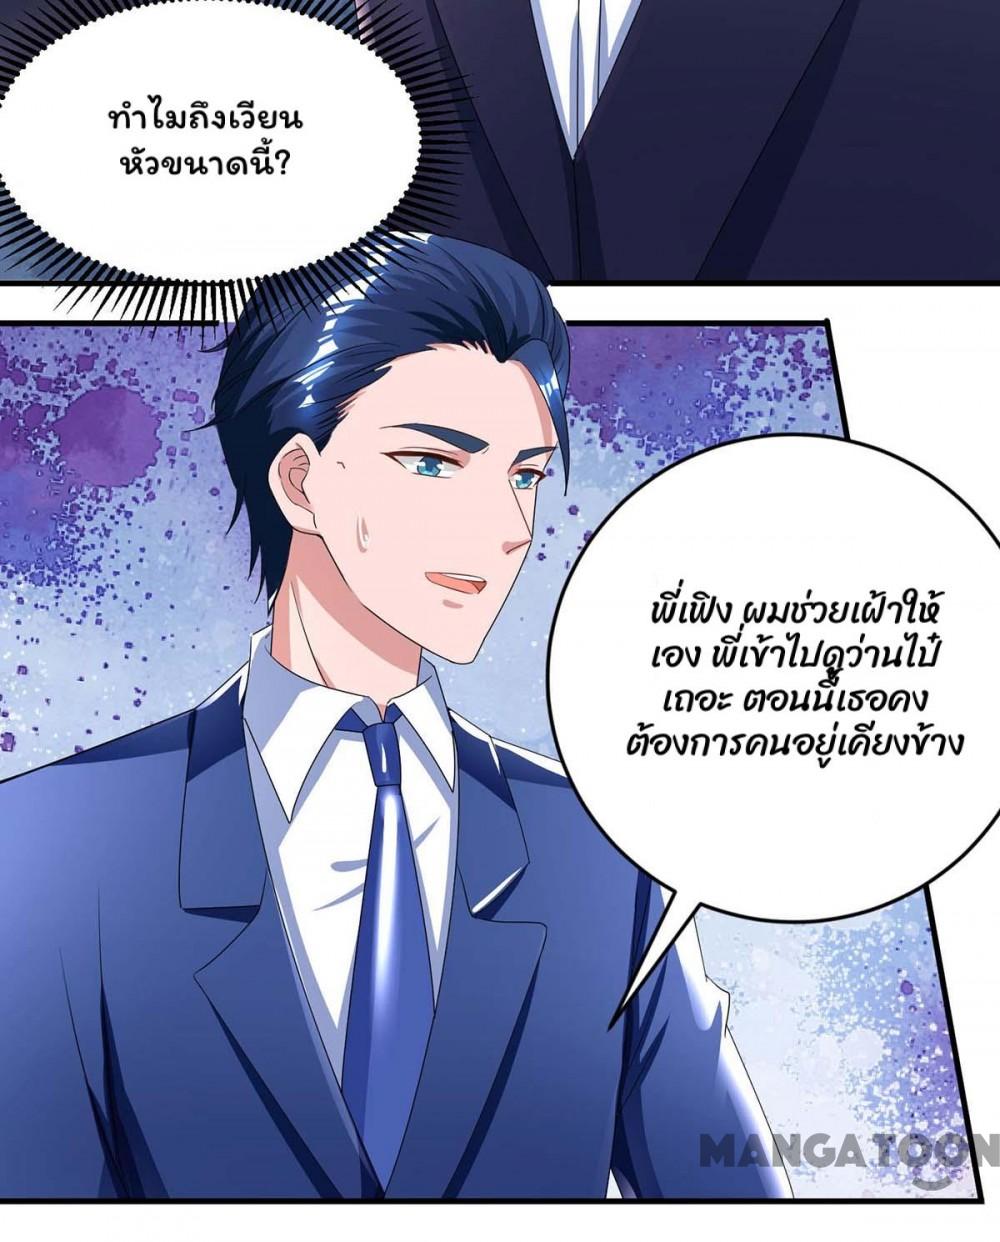 ทำไมถึงเวียน
หัวขนาดนี้?
พี่เฟิง ผมช่วยเฝ้าให้
เอง พี่เข้าไปดูว่านไป๋
เถอะ ตอนนี้เธอคง
ต้องการคนอยู่เคียงข้าง
MANGATOON